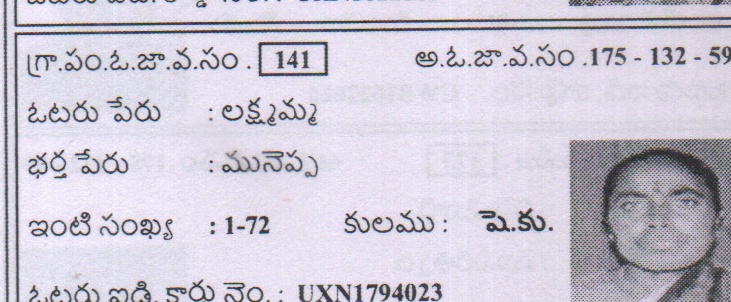 గ్రా.పం.ఓ.జా.వ.సం . 141 అ.ఓ.జా.వ.సం .175 - 132 - 59
ఓటరు పేరు : లక్ష్మమ్మ
భర్త పేరు : మునెప్ప
ఇంటి సంఖ్య : 1-72 కులము : షె.కు.
ఓటరు ఐడి. కార్డు నెం. : UXN1794023